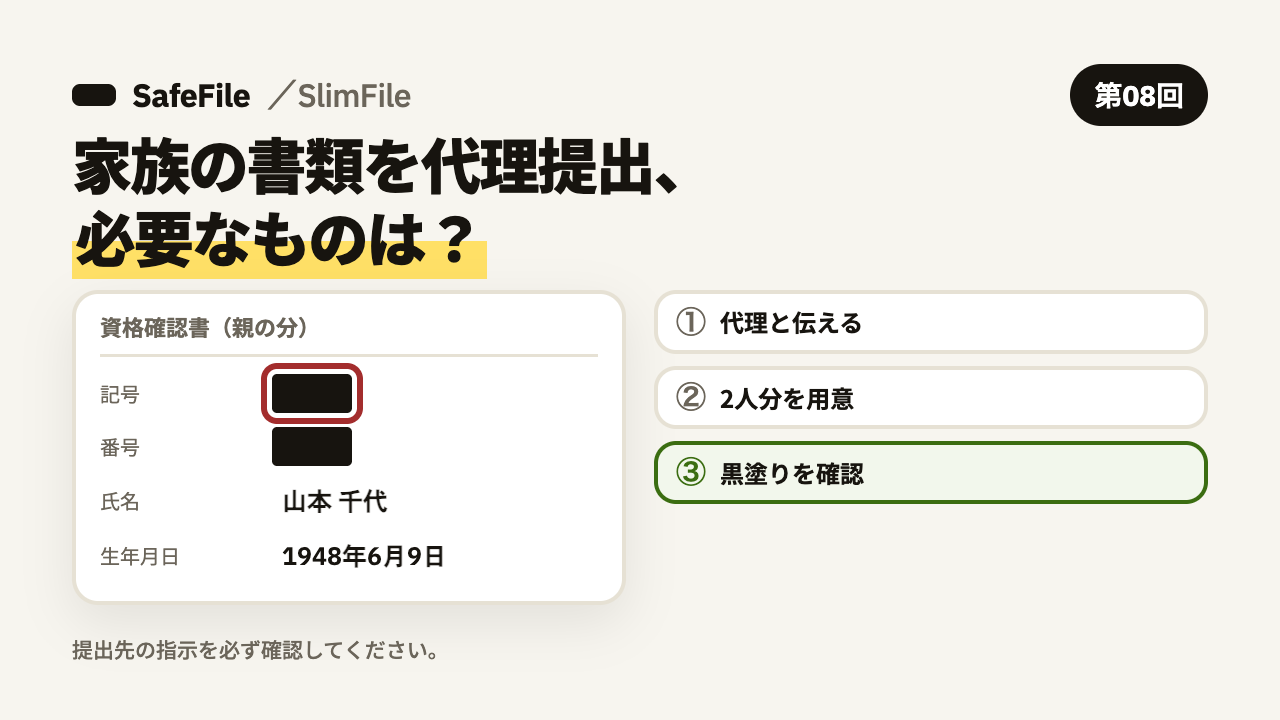 SafeFile ／SlimFile
第08回
家族の書類を代理提出、
必要なものは？
資格確認書（親の分）
記号
番号
氏名 山本 千代
生年月日 1948年6月9日
① 代理と伝える
② 2人分を用意
③ 黒塗りを確認
提出先の指示を必ず確認してください。